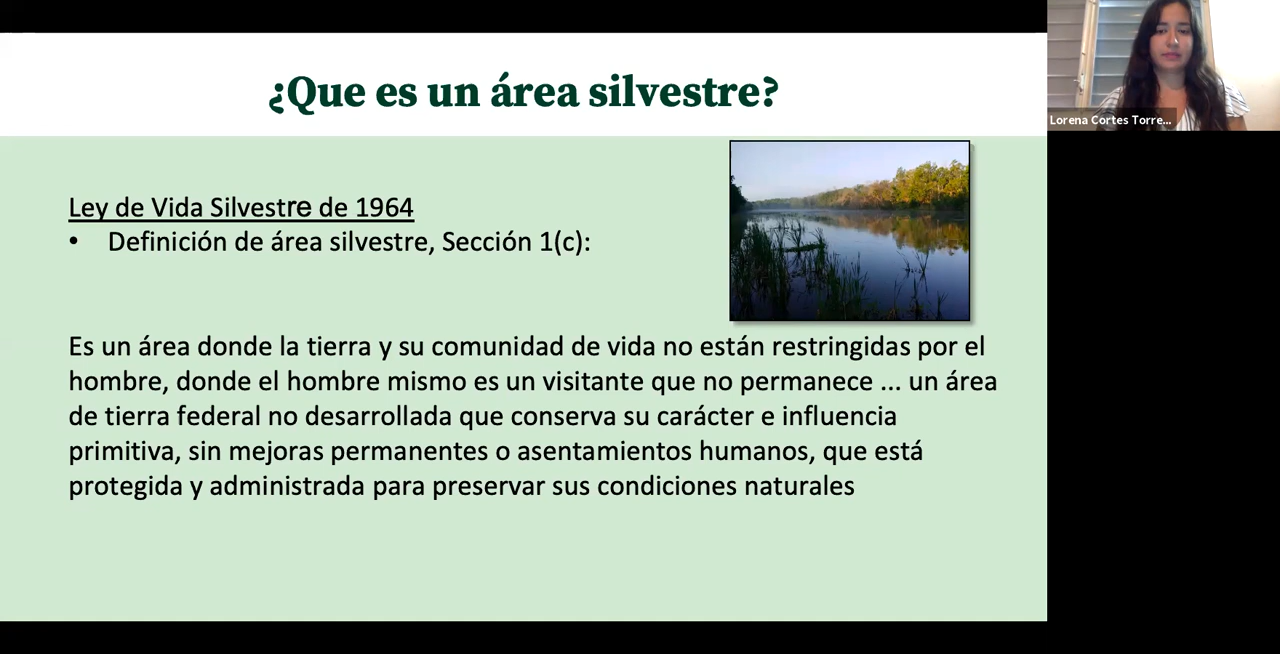 ¿Que es un área silvestre?
Ley de Vida Silvestre de 1964
• Definición de área silvestre, Sección 1(c):
Es un área donde la tierra y su comunidad de vida no están restringidas por el
hombre, donde el hombre mismo es un visitante que no permanece ... un área
de tierra federal no desarrollada que conserva su carácter e influencia
primitiva, sin mejoras permanentes o asentamientos humanos, que está
protegida y administrada para preservar sus condiciones naturales
Lorena Cortes Torre...